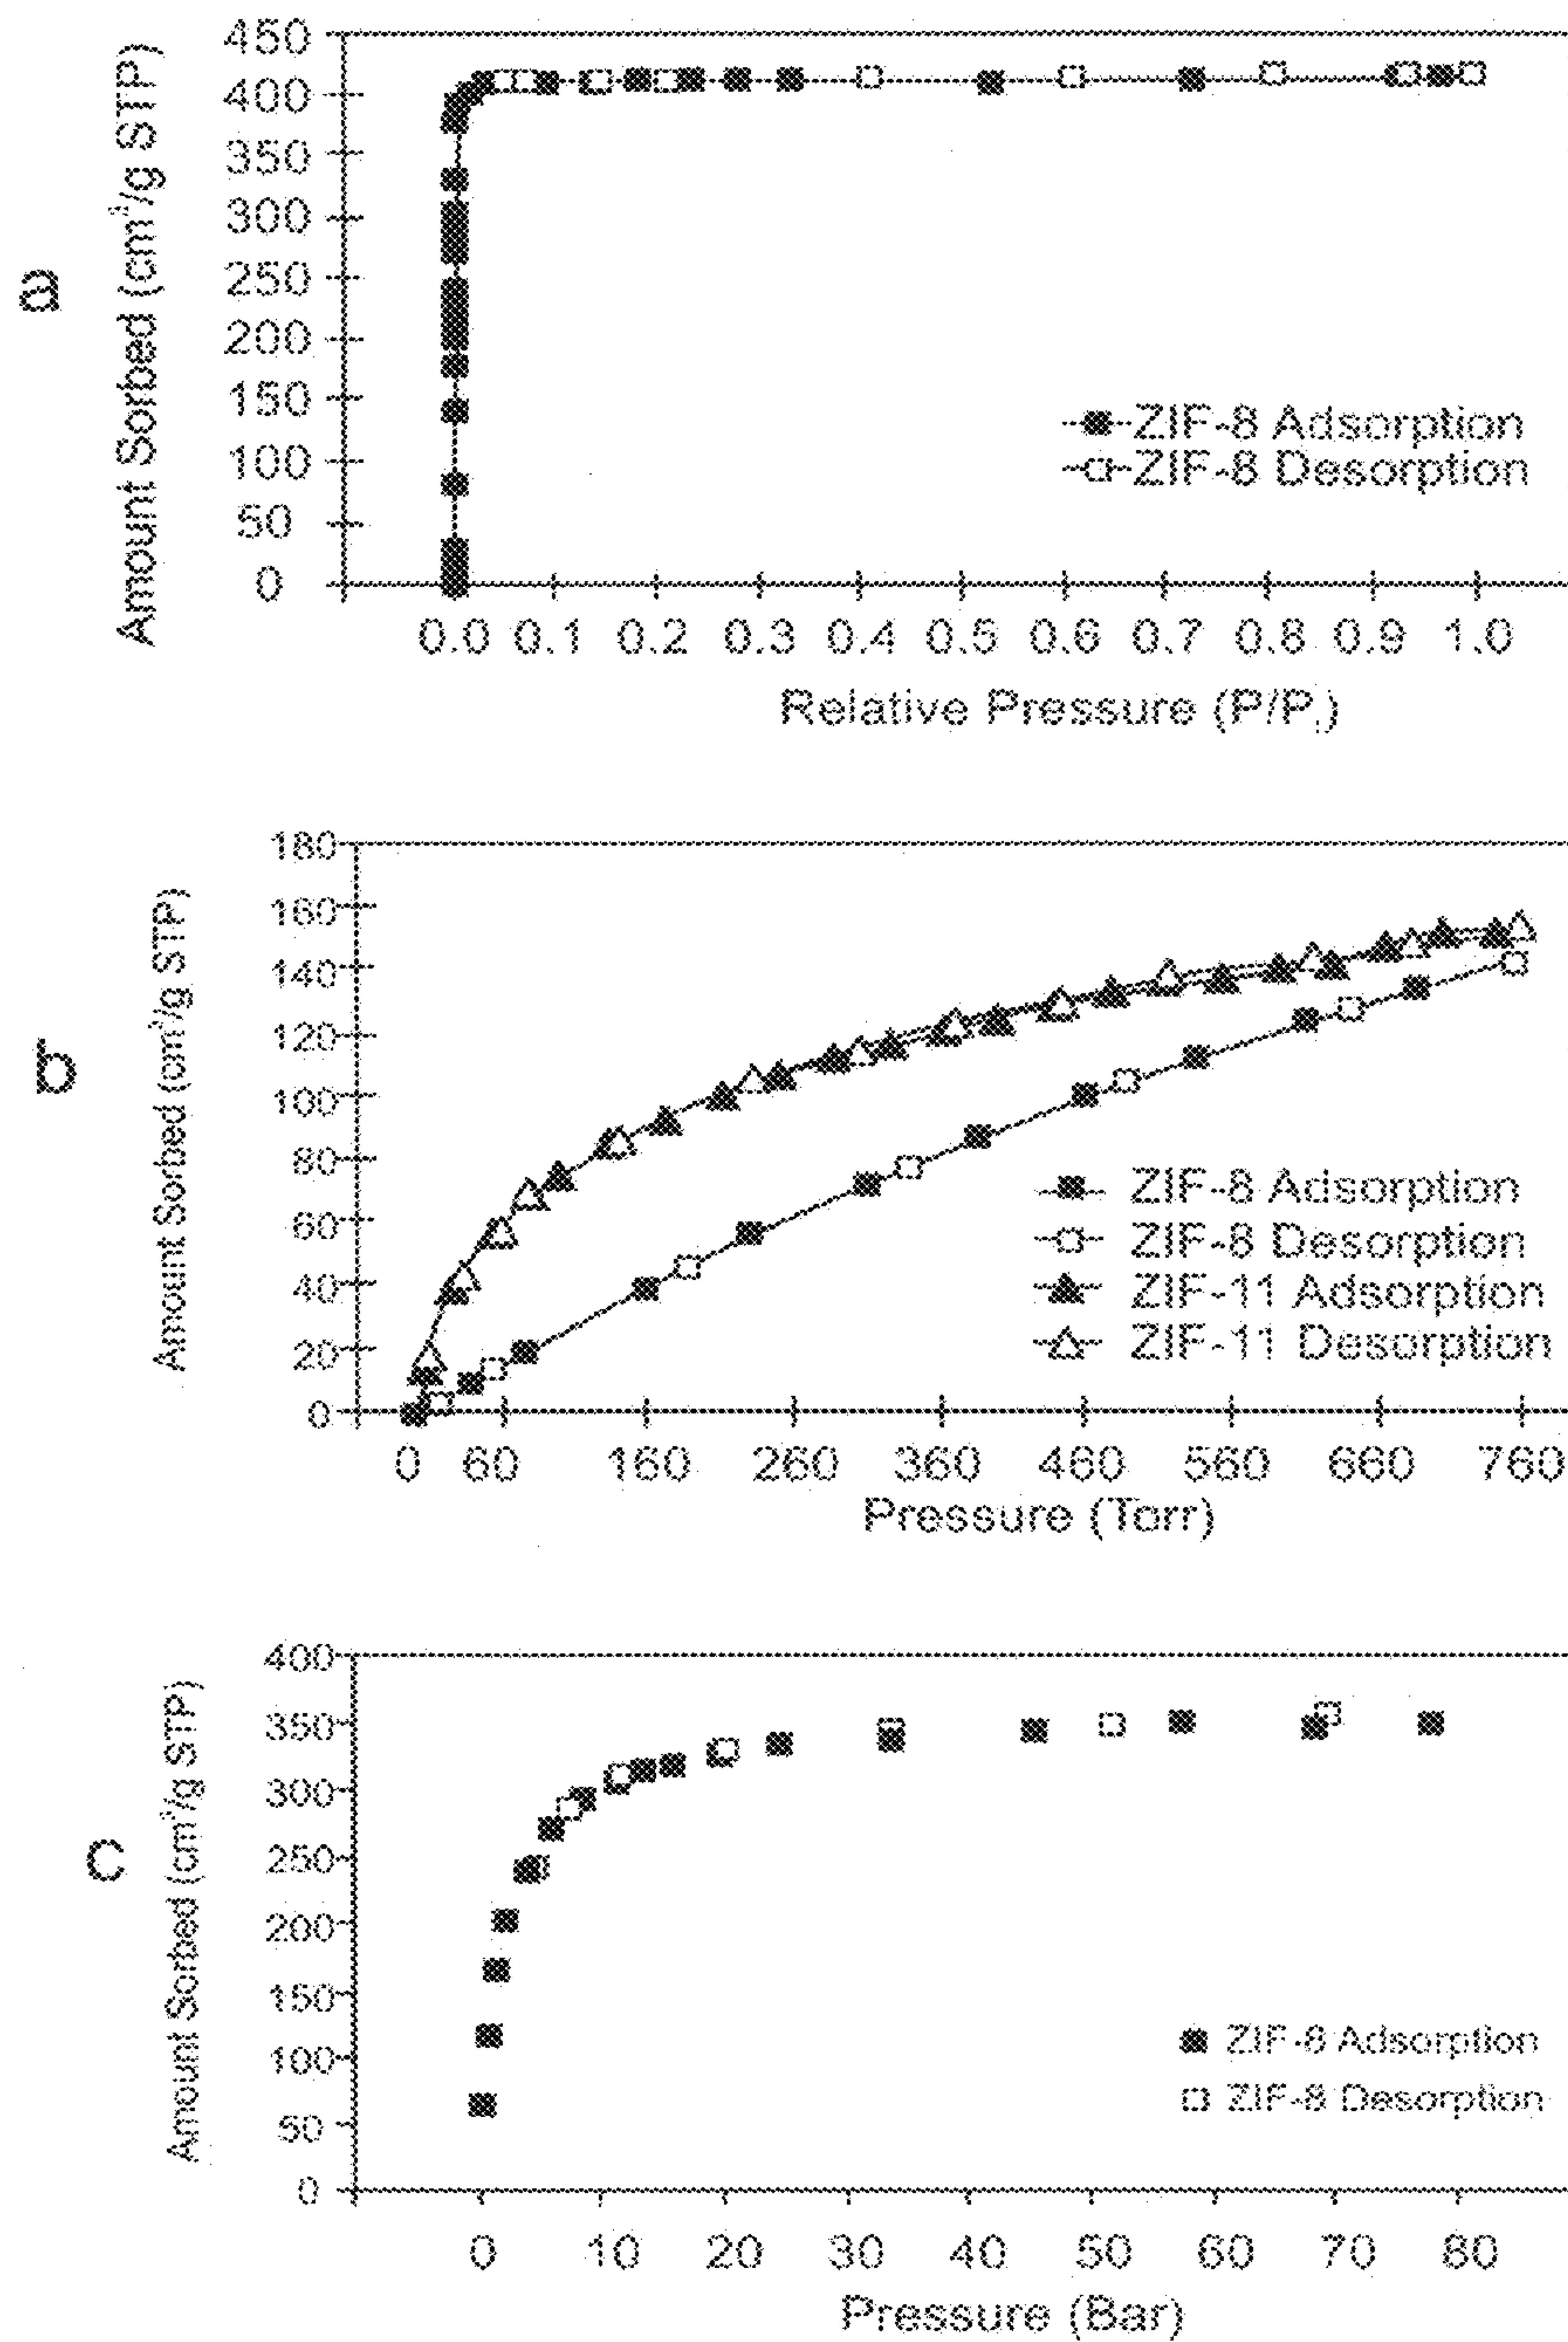 a
Amount Sorbed (cm³/g STP)
450
400
350
300
250
200
150
100
50
0
ZIF-8 Adsorption
ZIF-8 Desorption
0.0 0.1 0.2 0.3 0.4 0.5 0.6 0.7 0.8 0.9 1.0
Relative Pressure (P/P
b
Amount Sorbed (cm³/g STP)
180
160
140
120
100
80
60
40
20
0
ZIF-8 Adsorption
ZIF-8 Desorption
ZIF-11 Adsorption
ZIF-11 Desorption
0 60 160 260 360 460 560 660 760
Pressure (Torr)
c
Amount Sorbed (cm³/g STP)
400
350
300
250
200
150
100
50
0
ZIF-8 Adsorption
ZIF-8 Desorption
0 10 20 30 40 50 60 70 80
Pressure (Bar)